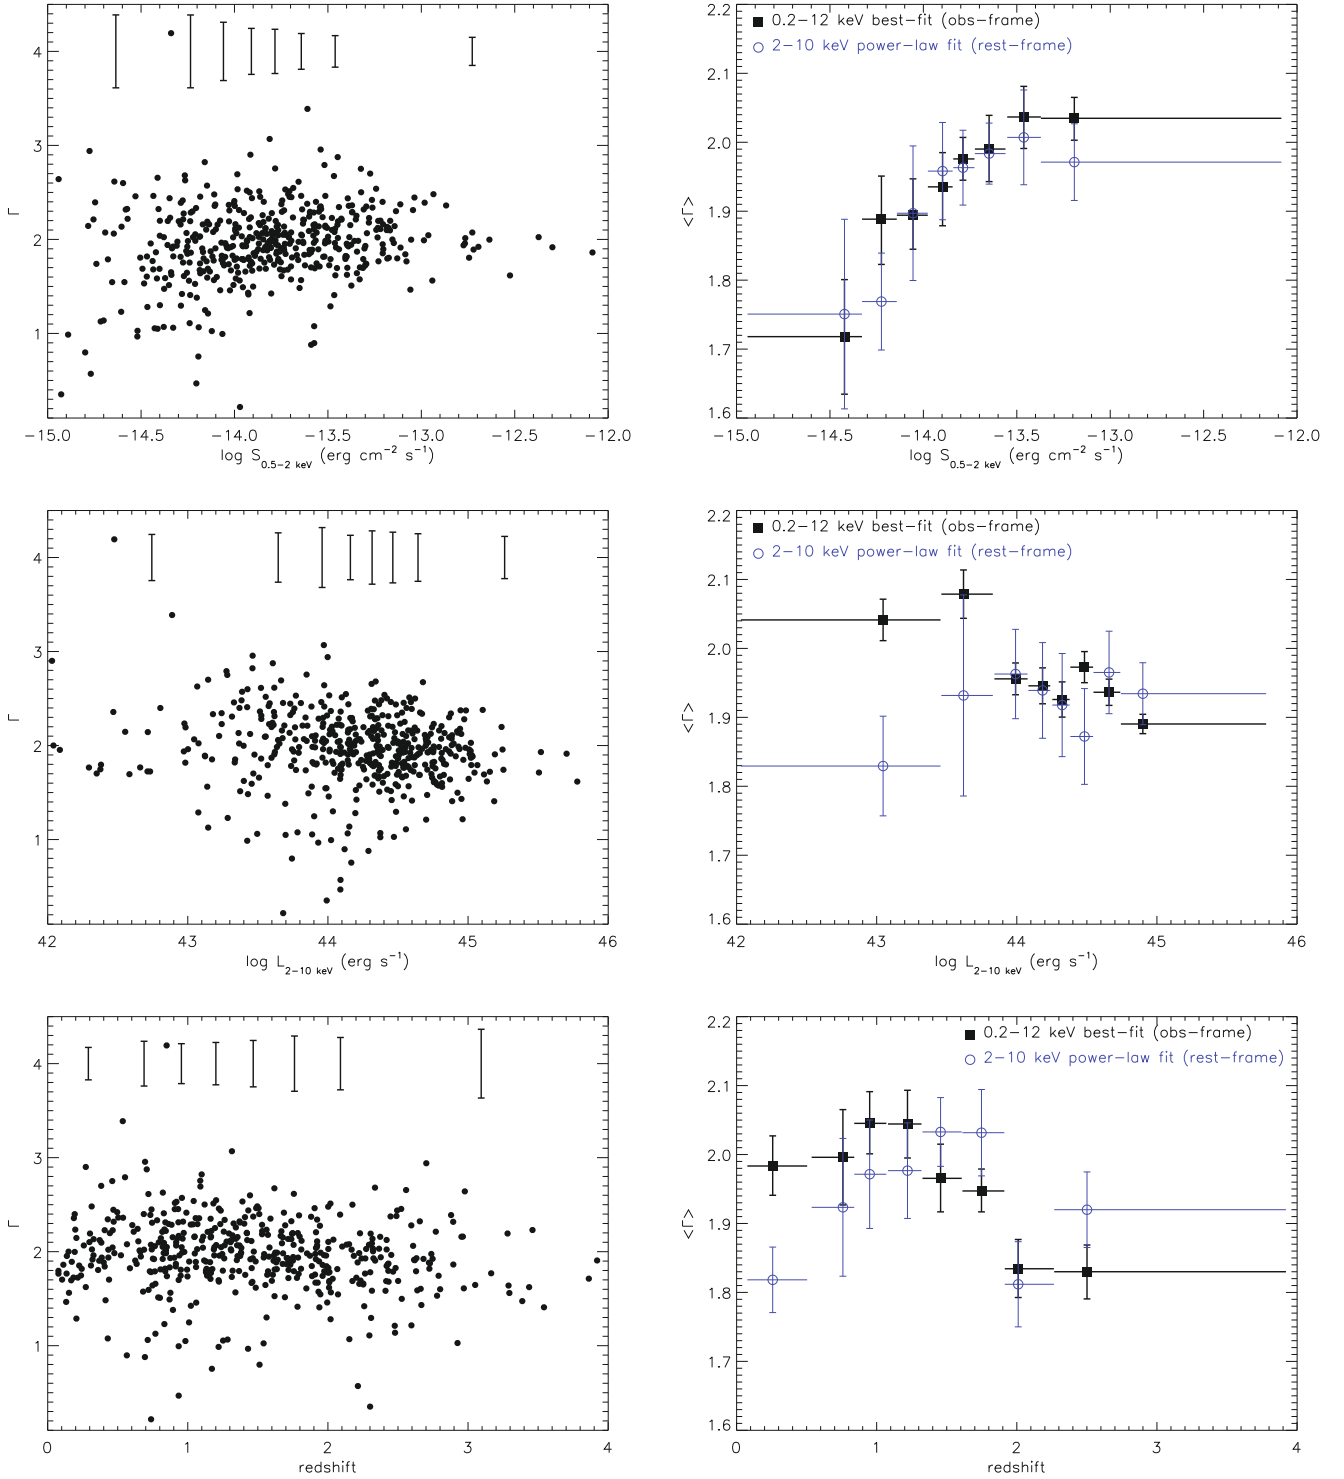 4
3
2
1
Γ
−15.0 −14.5 −14.0 −13.5 −13.0 −12.5 −12.0
log S0.5−2 keV (erg cm−2 s−1)
2.2
2.1
2.0
1.9
1.8
1.7
1.6
<Γ>
0.2−12 keV best−fit (obs−frame)
2−10 keV power−law fit (rest−frame)
−15.0 −14.5 −14.0 −13.5 −13.0 −12.5 −12.0
log S0.5−2 keV (erg cm−2 s−1)
4
3
2
1
Γ
42 43 44 45 46
log L2−10 keV (erg s−1)
2.2
2.1
2.0
1.9
1.8
1.7
1.6
<Γ>
0.2−12 keV best−fit (obs−frame)
2−10 keV power−law fit (rest−frame)
42 43 44 45 46
log L2−10 keV (erg s−1)
4
3
2
1
Γ
0 1 2 3 4
redshift
2.2
2.1
2.0
1.9
1.8
1.7
1.6
<Γ>
0.2−12 keV best−fit (obs−frame)
2−10 keV power−law fit (rest−frame)
0 1 2 3 4
redshift